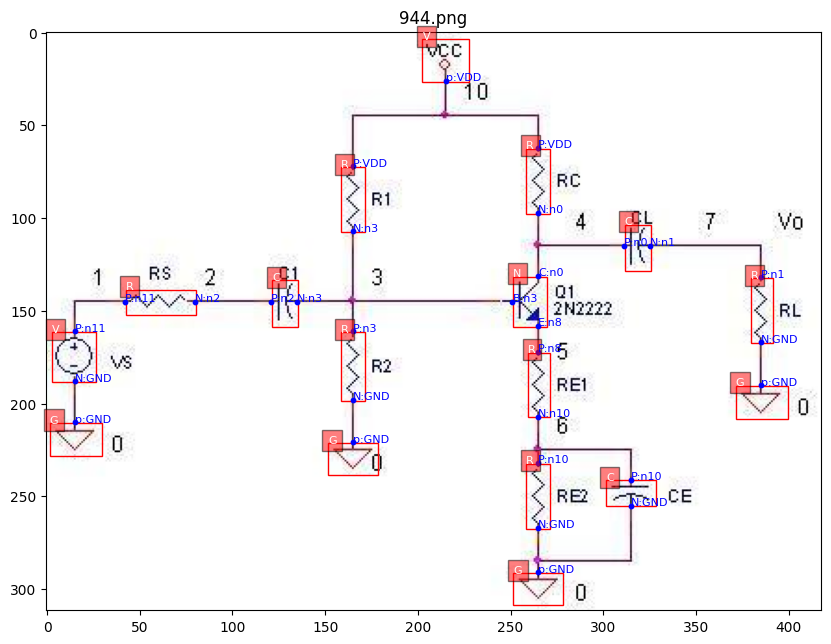 944.png
0
V
VCC
p:VDD
10
50
R
P:VDD
R
P:VDD
R1
RC
100
N:n0
4
C
CL
7
Vo
N:n3
P:n0
N:n1
1
R
RS
2
C
C1
3
N
C:n0
R
P:n1
150
P:n11
N:n2
P:n2
N:n3
B:n3
Q1
2N2222
RL
V
P:n11
R
P:n3
E:n8
VS
R2
R
P:n8
5
N:GND
N:GND
RE1
G
p:GND
0
200
N:GND
N:n10
6
G
p:GND
0
G
p:GND
0
R
P:n10
C
P:n10
250
RE2
N:GND
CE
N:GND
G
p:GND
0
300
0
50
100
150
200
250
300
350
400